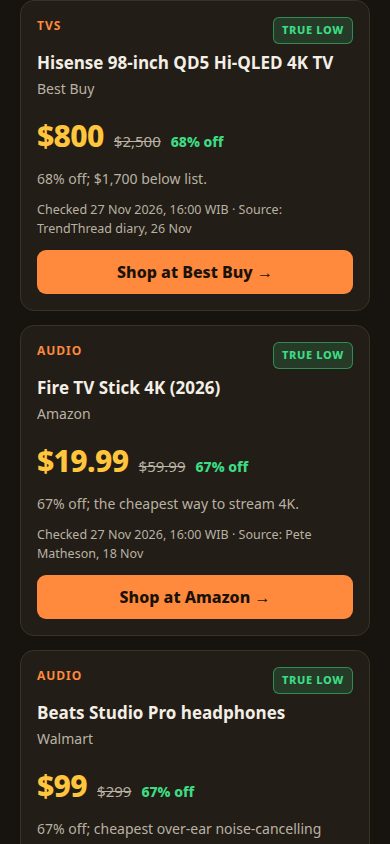 TVS
TRUE LOW
Hisense 98-inch QD5 Hi-QLED 4K TV
Best Buy
$800 $2,500 68% off
68% off; $1,700 below list.
Checked 27 Nov 2026, 16:00 WIB · Source:
TrendThread diary, 26 Nov
Shop at Best Buy →
AUDIO
TRUE LOW
Fire TV Stick 4K (2026)
Amazon
$19.99 $59.99 67% off
67% off; the cheapest way to stream 4K.
Checked 27 Nov 2026, 16:00 WIB · Source: Pete
Matheson, 18 Nov
Shop at Amazon →
AUDIO
TRUE LOW
Beats Studio Pro headphones
Walmart
$99 $299 67% off
67% off; cheapest over-ear noise-cancelling